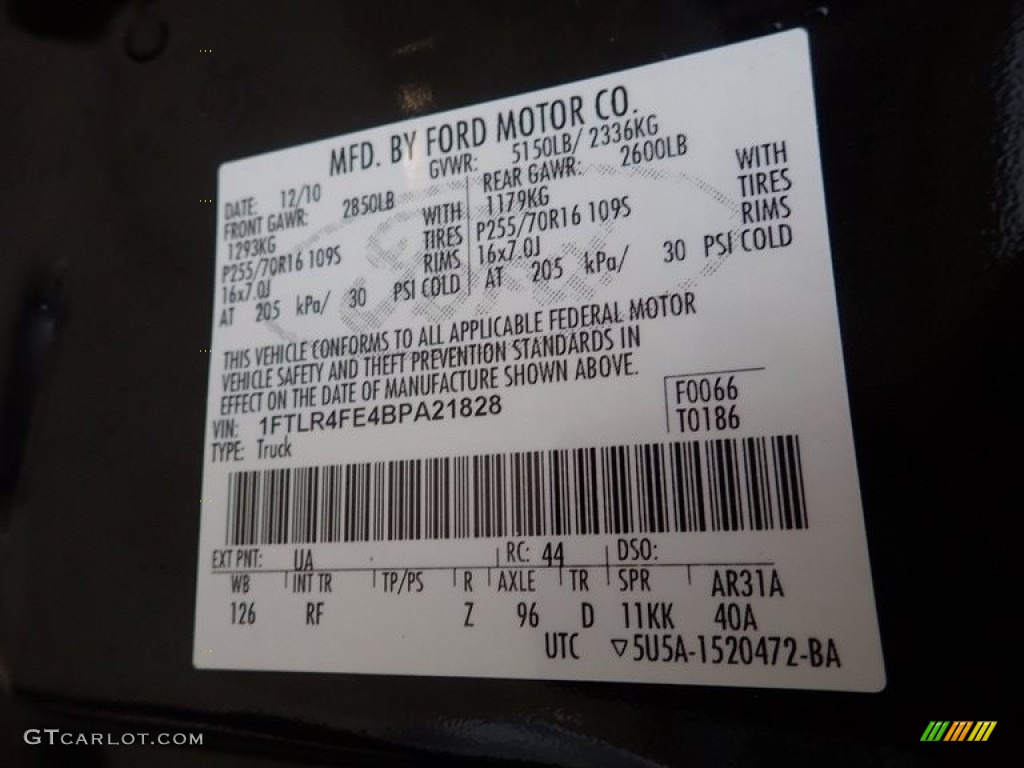 MFD. BY FORD MOTOR CO.
DATE: 12/10 GVWR: 5150LB/ 2336KG
FRONT GAWR: 2850LB REAR GAWR: 2600LB
1293KG WITH 1179KG WITH
P255/70R16 109S TIRES P255/70R16 109S TIRES
16x7.0J RIMS 16x7.0J RIMS
AT 205 kPa/ 30 PSI COLD AT 205 kPa/ 30 PSI COLD
THIS VEHICLE CONFORMS TO ALL APPLICABLE FEDERAL MOTOR
VEHICLE SAFETY AND THEFT PREVENTION STANDARDS IN
EFFECT ON THE DATE OF MANUFACTURE SHOWN ABOVE.
VIN: 1FTLR4FE4BPA21828 F0066
TYPE: Truck T0186
EXT PNT: UA RC: 44 DSO:
WB INT TR TP/PS R AXLE TR SPR AR31A
126 RF Z 96 D 11KK 40A
UTC ▽5U5A-1520472-BA
GTCARLOT.COM